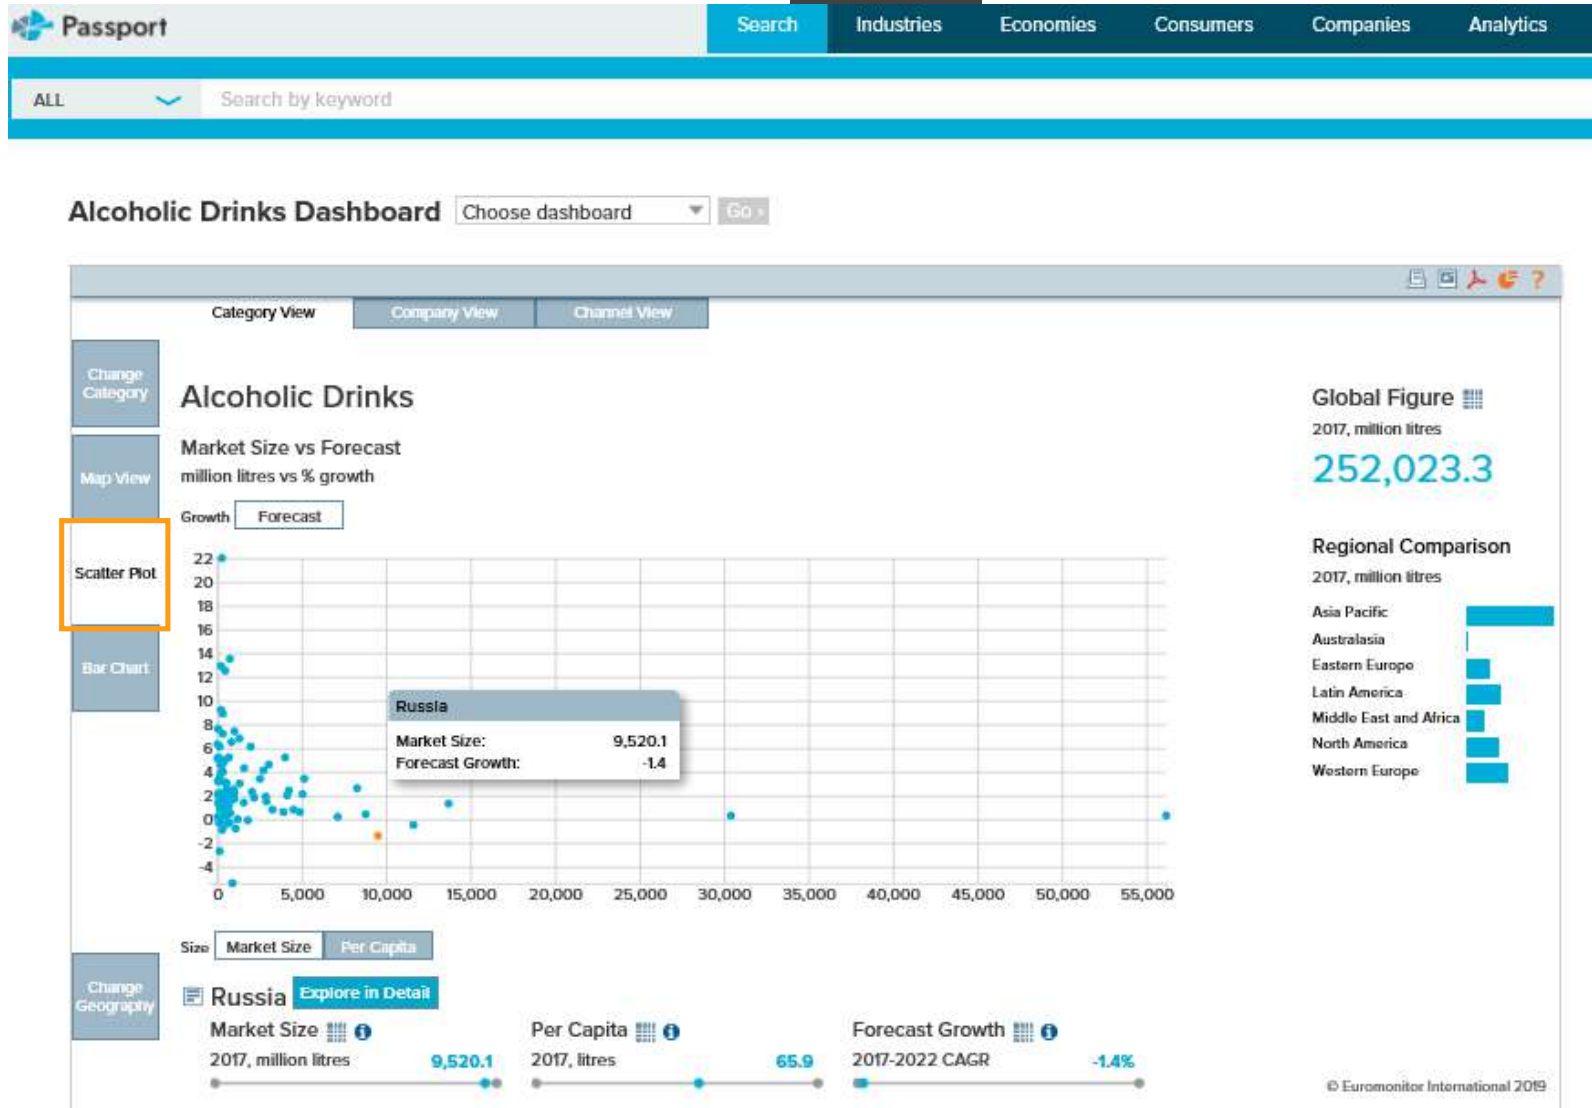 Passport
Search Industries Economies Consumers Companies Analytics
ALL Search by keyword
Alcoholic Drinks Dashboard Choose dashboard Go ›
?
Category View Company View Channel View
Change
Category
Map View
Scatter Plot
Bar Chart
Change
Geography
Alcoholic Drinks
Market Size vs Forecast
million litres vs % growth
Growth Forecast
22
20
18
16
14
12
10
8
6
4
2
0
-2
-4
0 5,000 10,000 15,000 20,000 25,000 30,000 35,000 40,000 45,000 50,000 55,000
Russia
Market Size: 9,520.1
Forecast Growth: -1.4
Size Market Size Per Capita
Russia Explore in Detail
Market Size i
2017, million litres 9,520.1
Per Capita i
2017, litres 65.9
Forecast Growth i
2017-2022 CAGR -1.4%
Global Figure
2017, million litres
252,023.3
Regional Comparison
2017, million litres
Asia Pacific
Australasia
Eastern Europe
Latin America
Middle East and Africa
North America
Western Europe
© Euromonitor International 2019